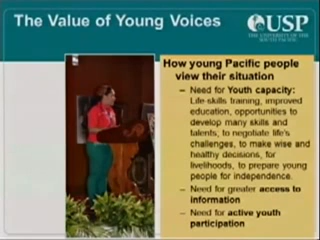 The Value of Young Voices
USP
THE UNIVERSITY OF THE
SOUTH PACIFIC
How young Pacific people
view their situation
– Need for Youth capacity:
Life-skills training, improved
education, opportunities to
develop many skills and
talents; to negotiate life's
challenges, to make wise and
healthy decisions, for
livelihoods, to prepare young
people for independence.
– Need for greater access to
information
– Need for active youth
participation